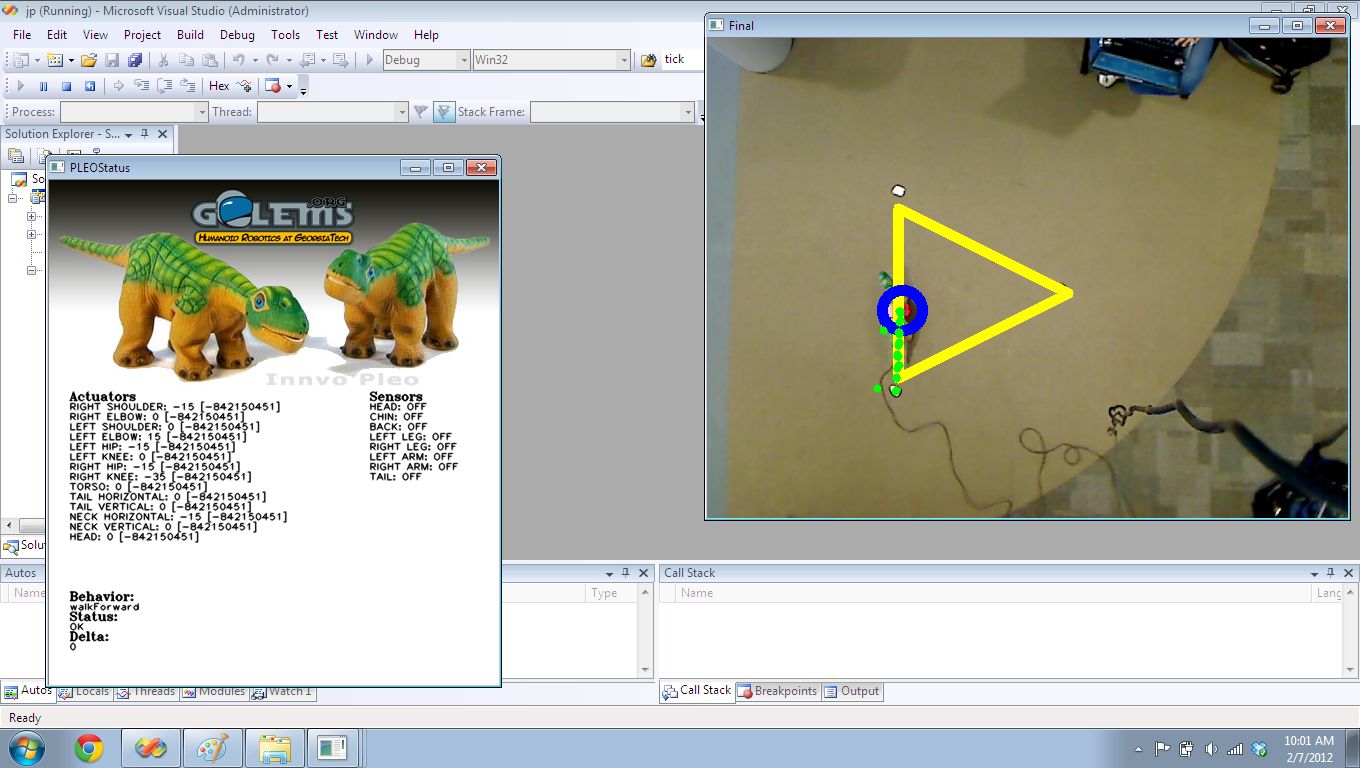 jp (Running) - Microsoft Visual Studio (Administrator)
File Edit View Project Build Debug Tools Test Window Help
Debug Win32 tick
Hex
Process: Thread: Stack Frame:
Solution Explorer - S...
So
Solut
PLEOStatus
GOLEMS.ORG
HUMANOID ROBOTICS AT GEORGIATECH
Innvo Pleo
Actuators
RIGHT SHOULDER: -15 [-842150451]
RIGHT ELBOW: 0 [-842150451]
LEFT SHOULDER: 0 [-842150451]
LEFT ELBOW: 15 [-842150451]
LEFT HIP: -15 [-842150451]
LEFT KNEE: 0 [-842150451]
RIGHT HIP: -15 [-842150451]
RIGHT KNEE: -35 [-842150451]
TORSO: 0 [-842150451]
TAIL HORIZONTAL: 0 [-842150451]
TAIL VERTICAL: 0 [-842150451]
NECK HORIZONTAL: -15 [-842150451]
NECK VERTICAL: 0 [-842150451]
HEAD: 0 [-842150451]
Sensors
HEAD: OFF
CHIN: OFF
BACK: OFF
LEFT LEG: OFF
RIGHT LEG: OFF
LEFT ARM: OFF
RIGHT ARM: OFF
TAIL: OFF
Behavior:
walkForward
Status:
OK
Delta:
0
Final
Autos
Name Type
Autos Locals Threads Modules Watch 1
Call Stack
Name Lang
Call Stack Breakpoints Output
Ready
10:01 AM
2/7/2012